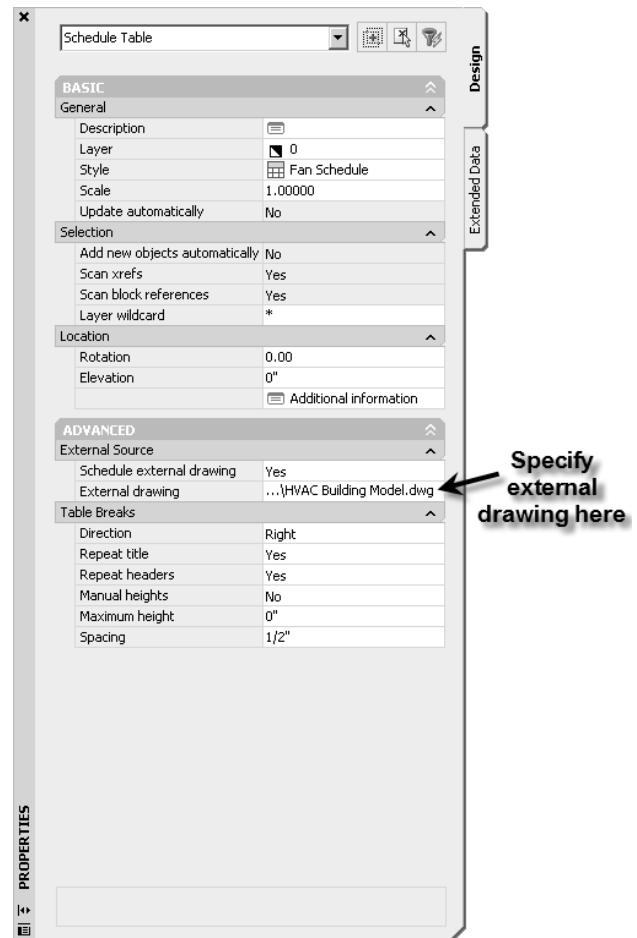 Schedule Table
Design
Extended Data
BASIC
General
Description
Layer 0
Style Fan Schedule
Scale 1.00000
Update automatically No
Selection
Add new objects automatically No
Scan xrefs Yes
Scan block references Yes
Layer wildcard *
Location
Rotation 0.00
Elevation 0"
Additional information
ADVANCED
External Source
Schedule external drawing Yes
External drawing ...\HVAC Building Model.dwg
Table Breaks
Direction Right
Repeat title Yes
Repeat headers Yes
Manual heights No
Maximum height 0"
Spacing 1/2"
Specify
external
drawing here
PROPERTIES